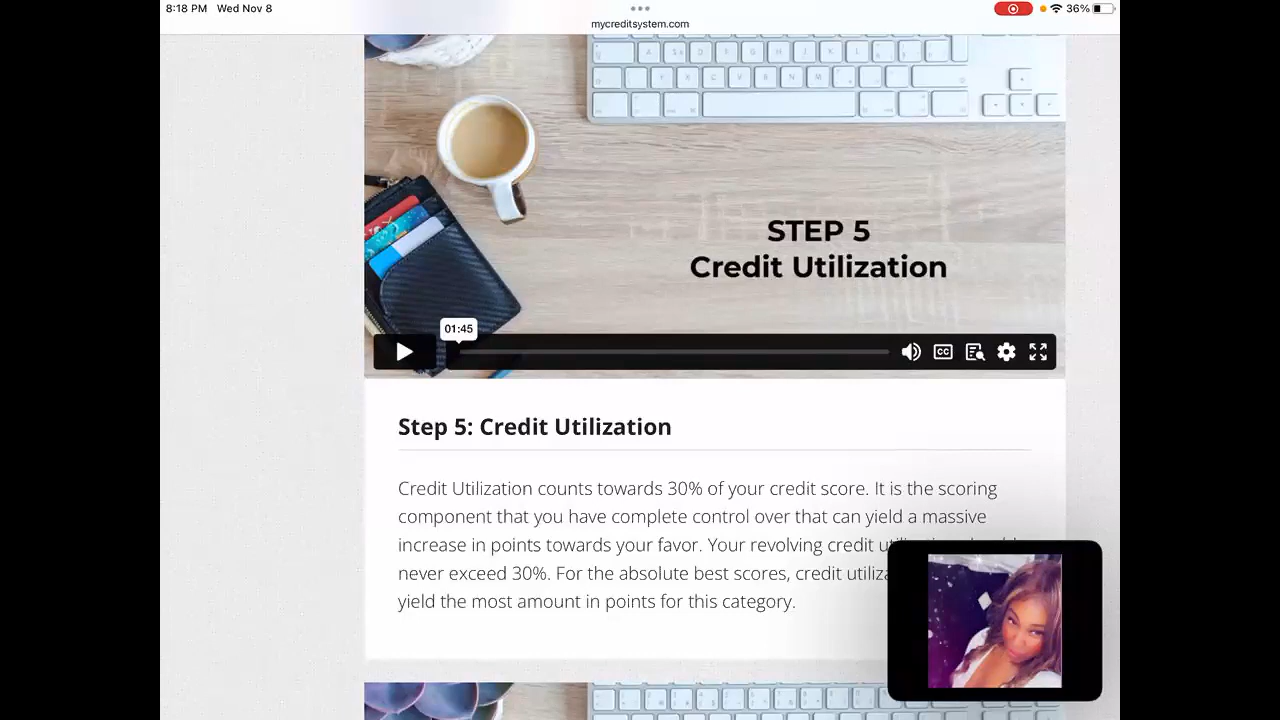 8:18 PM Wed Nov 8
36%
mycreditsystem.com
STEP 5
Credit Utilization
01:45
CC
Step 5: Credit Utilization
Credit Utilization counts towards 30% of your credit score. It is the scoring
component that you have complete control over that can yield a massive
increase in points towards your favor. Your revolving credit
never exceed 30%. For the absolute best scores, credit
yield the most amount in points for this category.